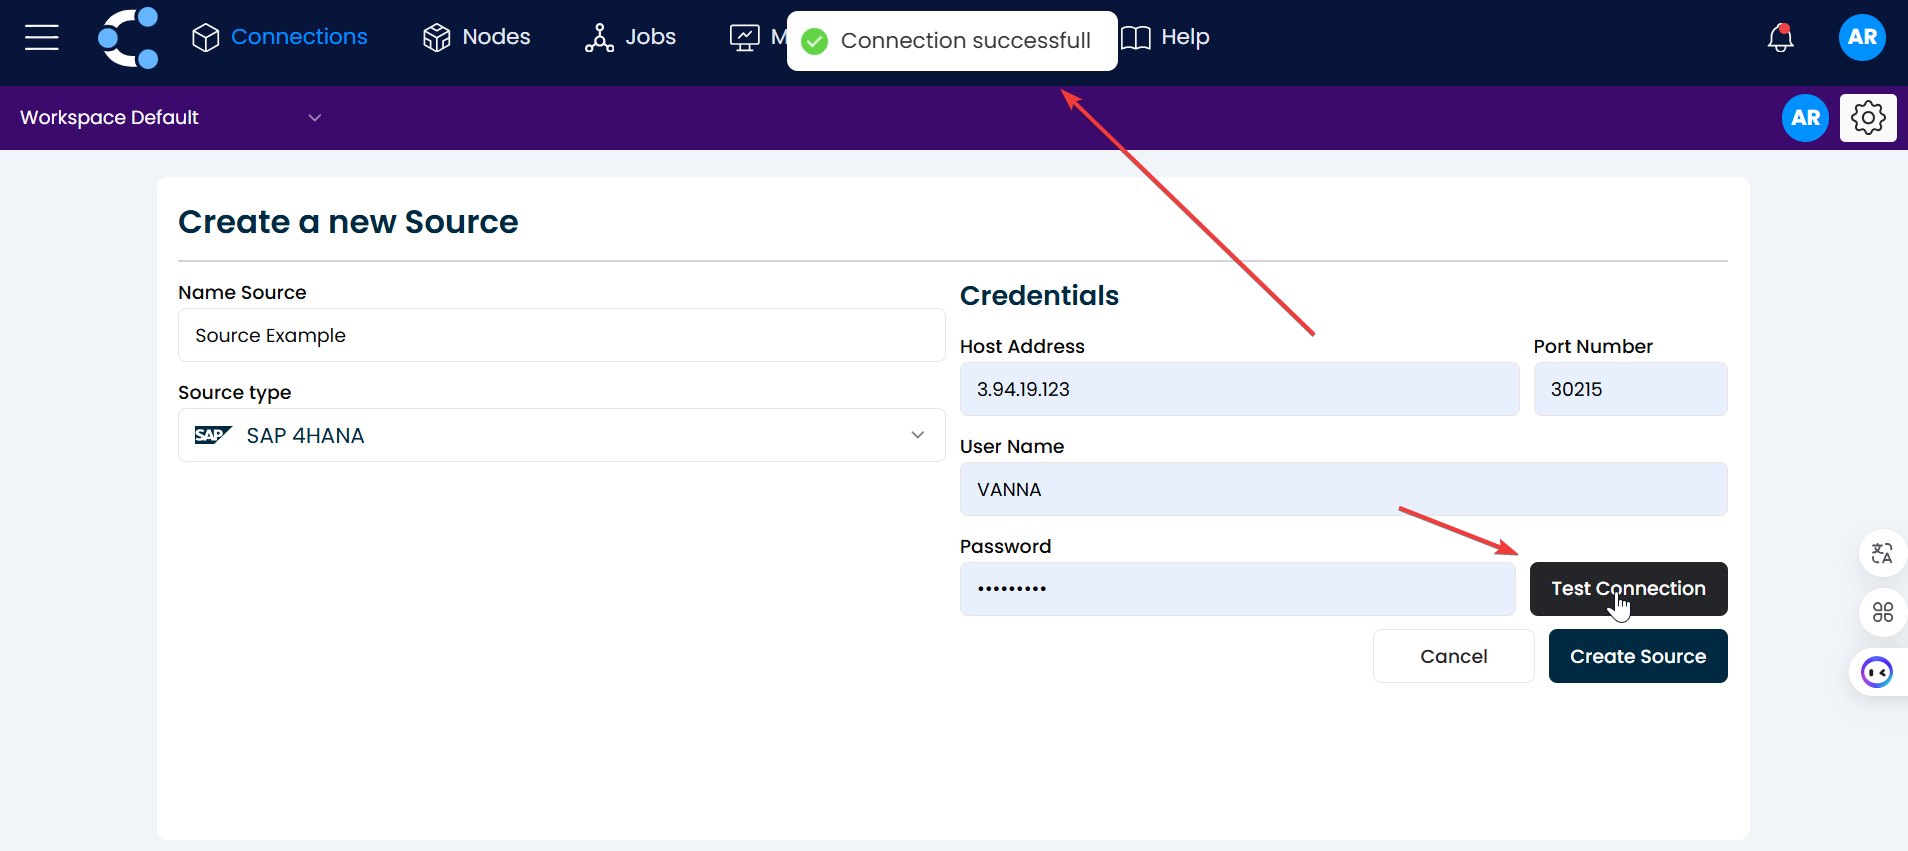 Connections
Nodes
Jobs
M
Connection successfull
Help
AR
Workspace Default
AR
Create a new Source
Name Source
Source Example
Source type
SAP SAP 4HANA
Credentials
Host Address
Port Number
3.94.19.123
30215
User Name
VANNA
Password
•••••••••
Test Connection
Cancel
Create Source